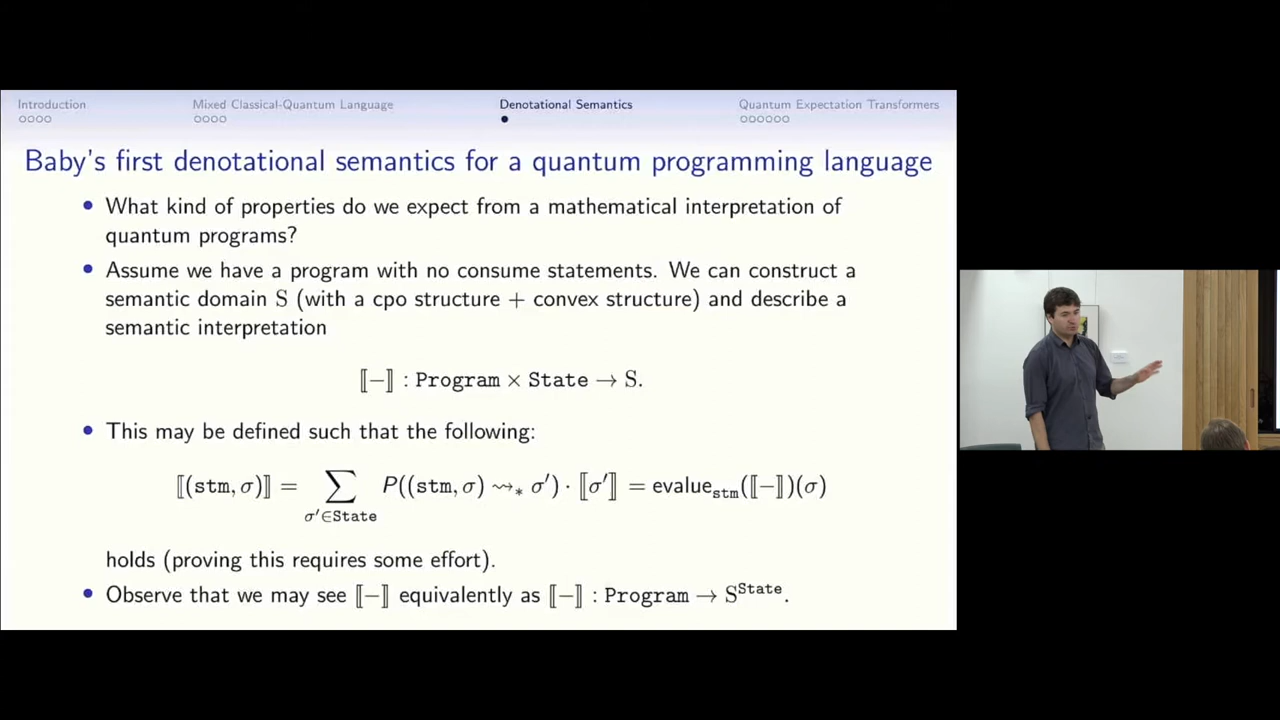 Introduction
Mixed Classical-Quantum Language
Denotational Semantics
Quantum Expectation Transformers
Baby's first denotational semantics for a quantum programming language
• What kind of properties do we expect from a mathematical interpretation of
quantum programs?
• Assume we have a program with no consume statements. We can construct a
semantic domain S (with a cpo structure + convex structure) and describe a
semantic interpretation
⟦−⟧ : Program × State → S.
• This may be defined such that the following:
⟦(stm, σ)⟧ = ∑_{σ′∈State} P((stm, σ) ⇝_* σ′) · ⟦σ′⟧ = evalue_stm(⟦−⟧)(σ)
holds (proving this requires some effort).
• Observe that we may see ⟦−⟧ equivalently as ⟦−⟧ : Program → S^State.